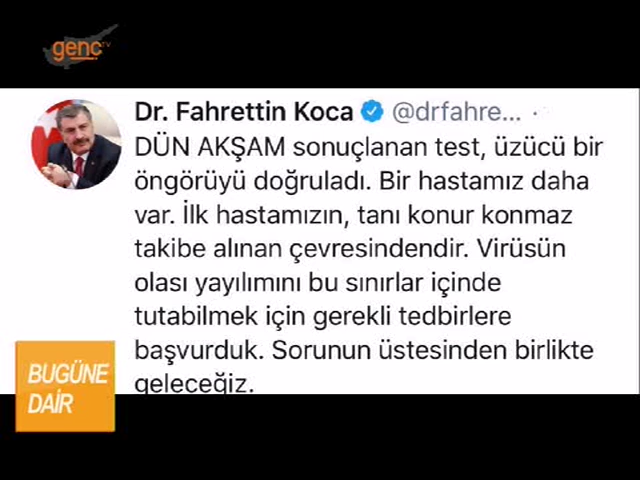 genç TV
Dr. Fahrettin Koca @drfahre... ·
DÜN AKŞAM sonuçlanan test, üzücü bir
öngörüyü doğruladı. Bir hastamız daha
var. İlk hastamızın, tanı konur konmaz
takibe alınan çevresindendir. Virüsün
olası yayılımını bu sınırlar içinde
tutabilmek için gerekli tedbirlere
başvurduk. Sorunun üstesinden birlikte
geleceğiz.
BUGÜNE
DAİR